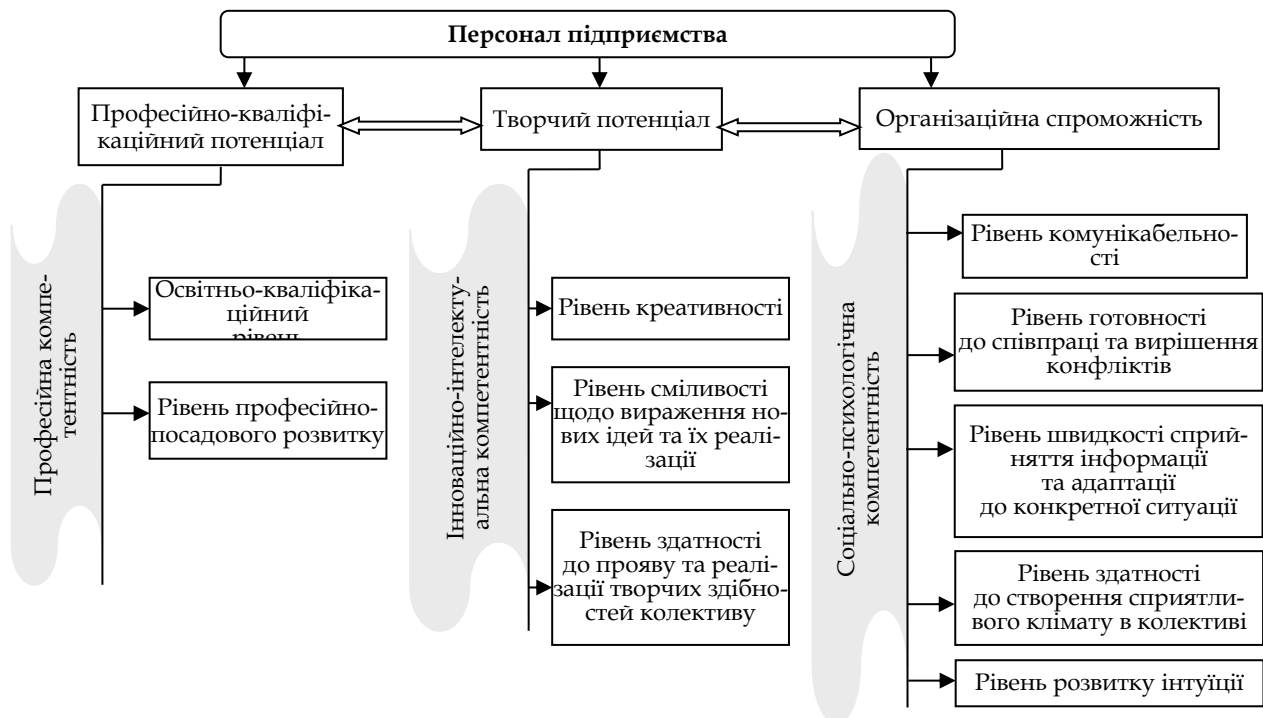 Персонал підприємства
Професійно-кваліфі-
каційний потенціал
Творчий потенціал
Організаційна спроможність
Професійна компе-
тентність
Освітньо-кваліфіка-
ційний
рівень
Рівень професійно-
посадового розвитку
Інноваційно-інтелекту-
альна компетентність
Рівень креативності
Рівень сміливості
щодо вираження но-
вих ідей та їх реалі-
зації
Рівень здатності
до прояву та реалі-
зації творчих здібно-
стей колективу
Соціально-психологічна
компетентність
Рівень комунікабельно-
сті
Рівень готовності
до співпраці та вирішення
конфліктів
Рівень швидкості сприй-
няття інформації
та адаптації
до конкретної ситуації
Рівень здатності
до створення сприятли-
вого клімату в колективі
Рівень розвитку інтуїції